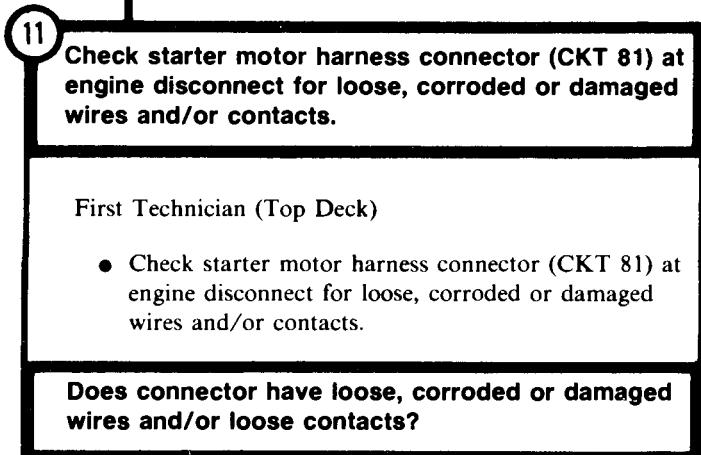 11
Check starter motor harness connector (CKT 81) at
engine disconnect for loose, corroded or damaged
wires and/or contacts.
First Technician (Top Deck)
● Check starter motor harness connector (CKT 81) at
engine disconnect for loose, corroded or damaged
wires and/or contacts.
Does connector have loose, corroded or damaged
wires and/or loose contacts?